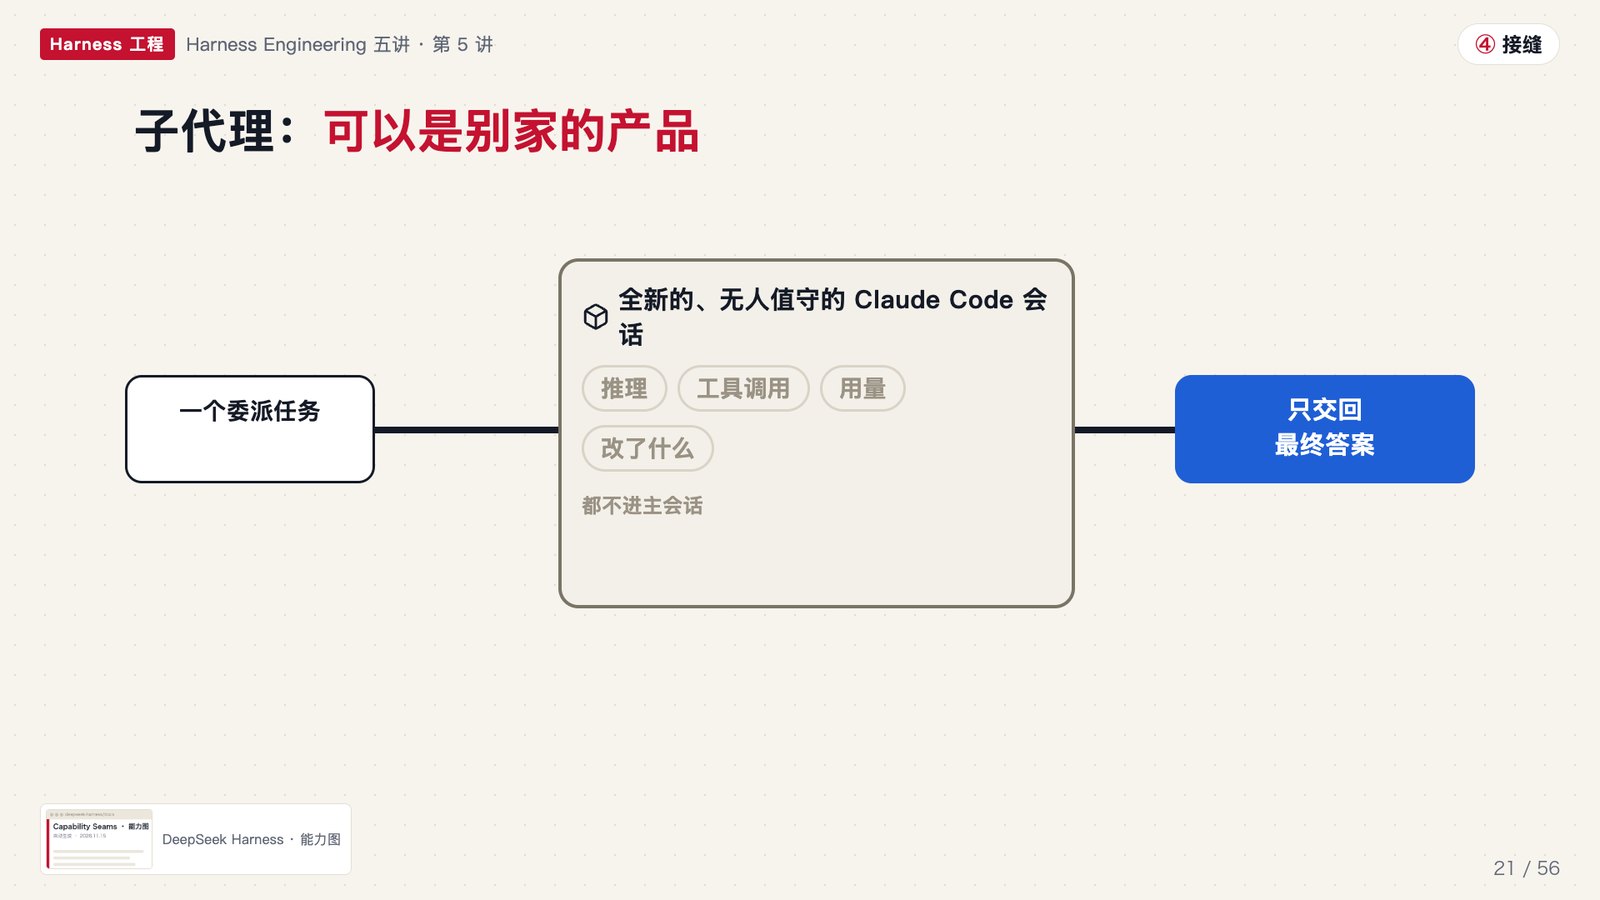 Harness 工程
Harness Engineering 五讲 · 第 5 讲
④ 接缝
子代理：可以是别家的产品
一个委派任务
全新的、无人值守的 Claude Code 会
话
推理
工具调用
用量
改了什么
都不进主会话
只交回
最终答案
Capability Seams · 能力图
DeepSeek Harness · 能力图
21 / 56